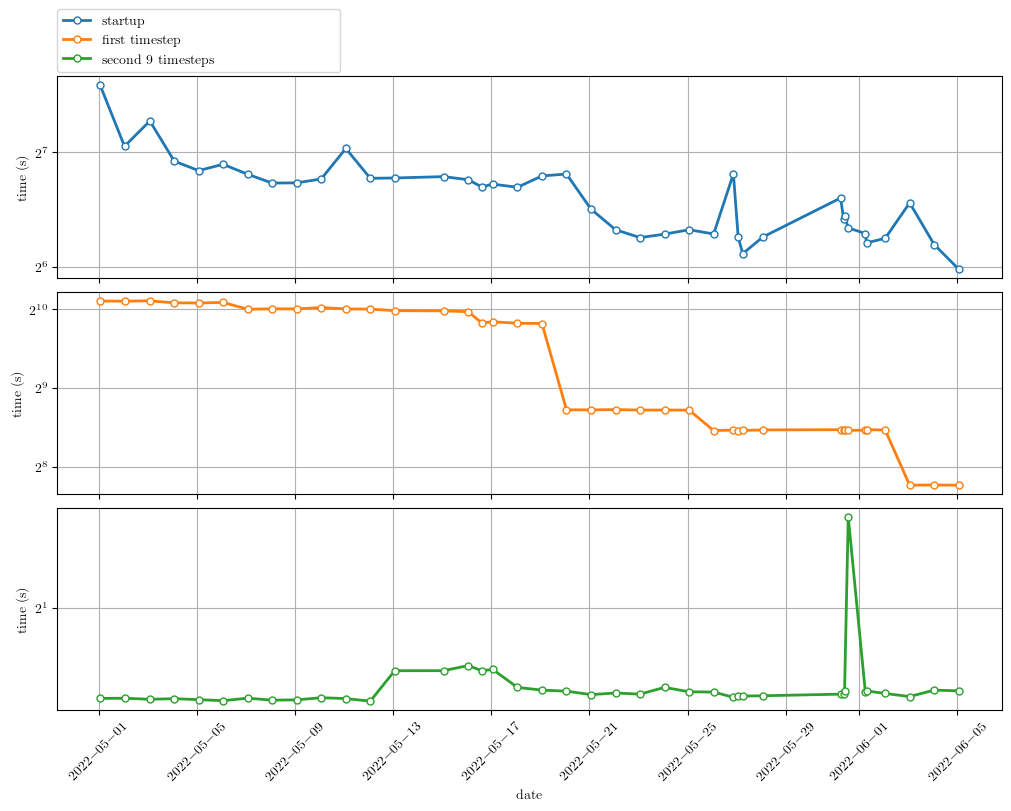 startup
first timestep
second 9 timesteps
2^7
time (s)
2^6
2^10
2^9
time (s)
2^8
2^1
time (s)
2022−05−01
2022−05−05
2022−05−09
2022−05−13
2022−05−17
2022−05−21
2022−05−25
2022−05−29
2022−06−01
2022−06−05
date